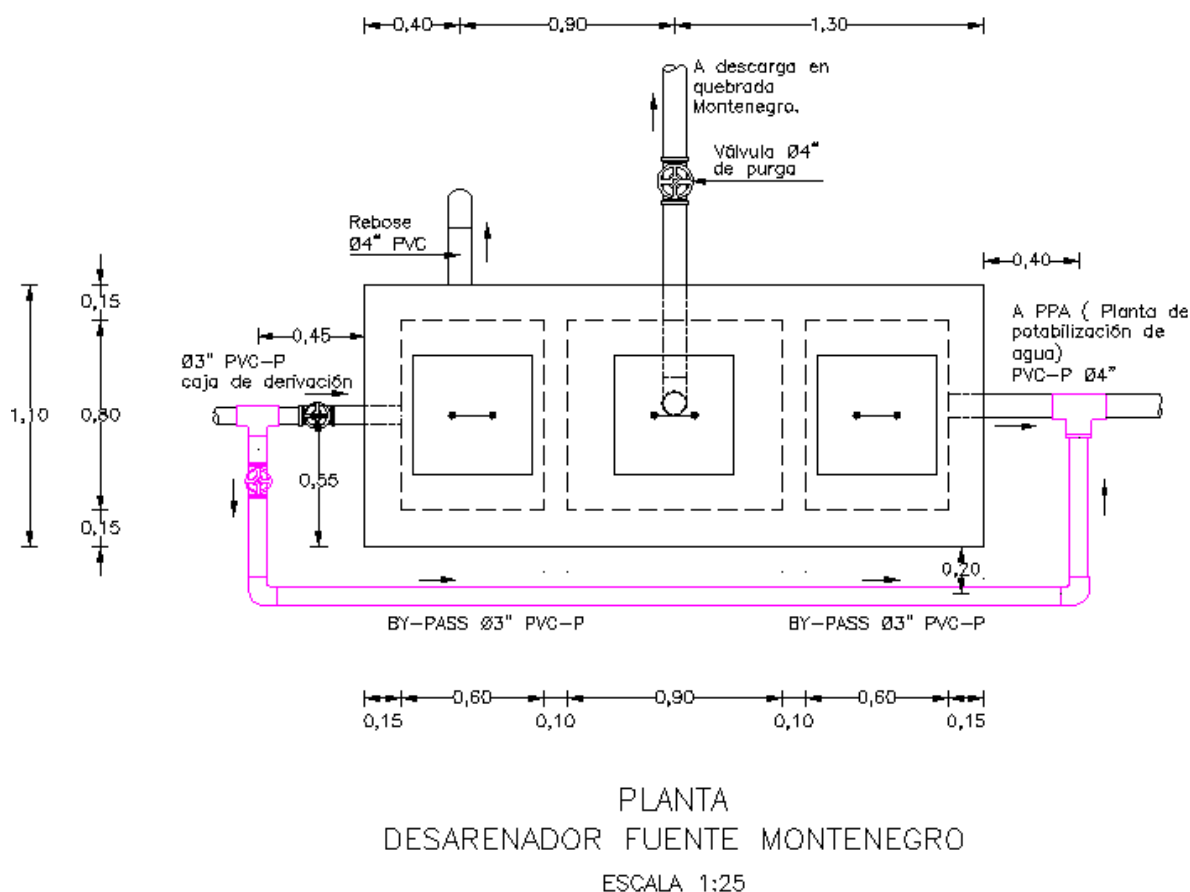 0,40
0,90
1,30
A descarga en
quebrada
Montenegro.
Válvula Ø4"
de purga
Rebose
Ø4" PVC
0,40
0,15
A PPA ( Planta de
potabilización de
agua)
PVC-P Ø4"
0,45
Ø3" PVC-P
caja de derivación
1,10
0,80
0,55
0,15
0,20
BY-PASS Ø3" PVC-P
BY-PASS Ø3" PVC-P
0,60
0,90
0,60
0,15
0,10
0,10
0,15
PLANTA
DESARENADOR FUENTE MONTENEGRO
ESCALA 1:25